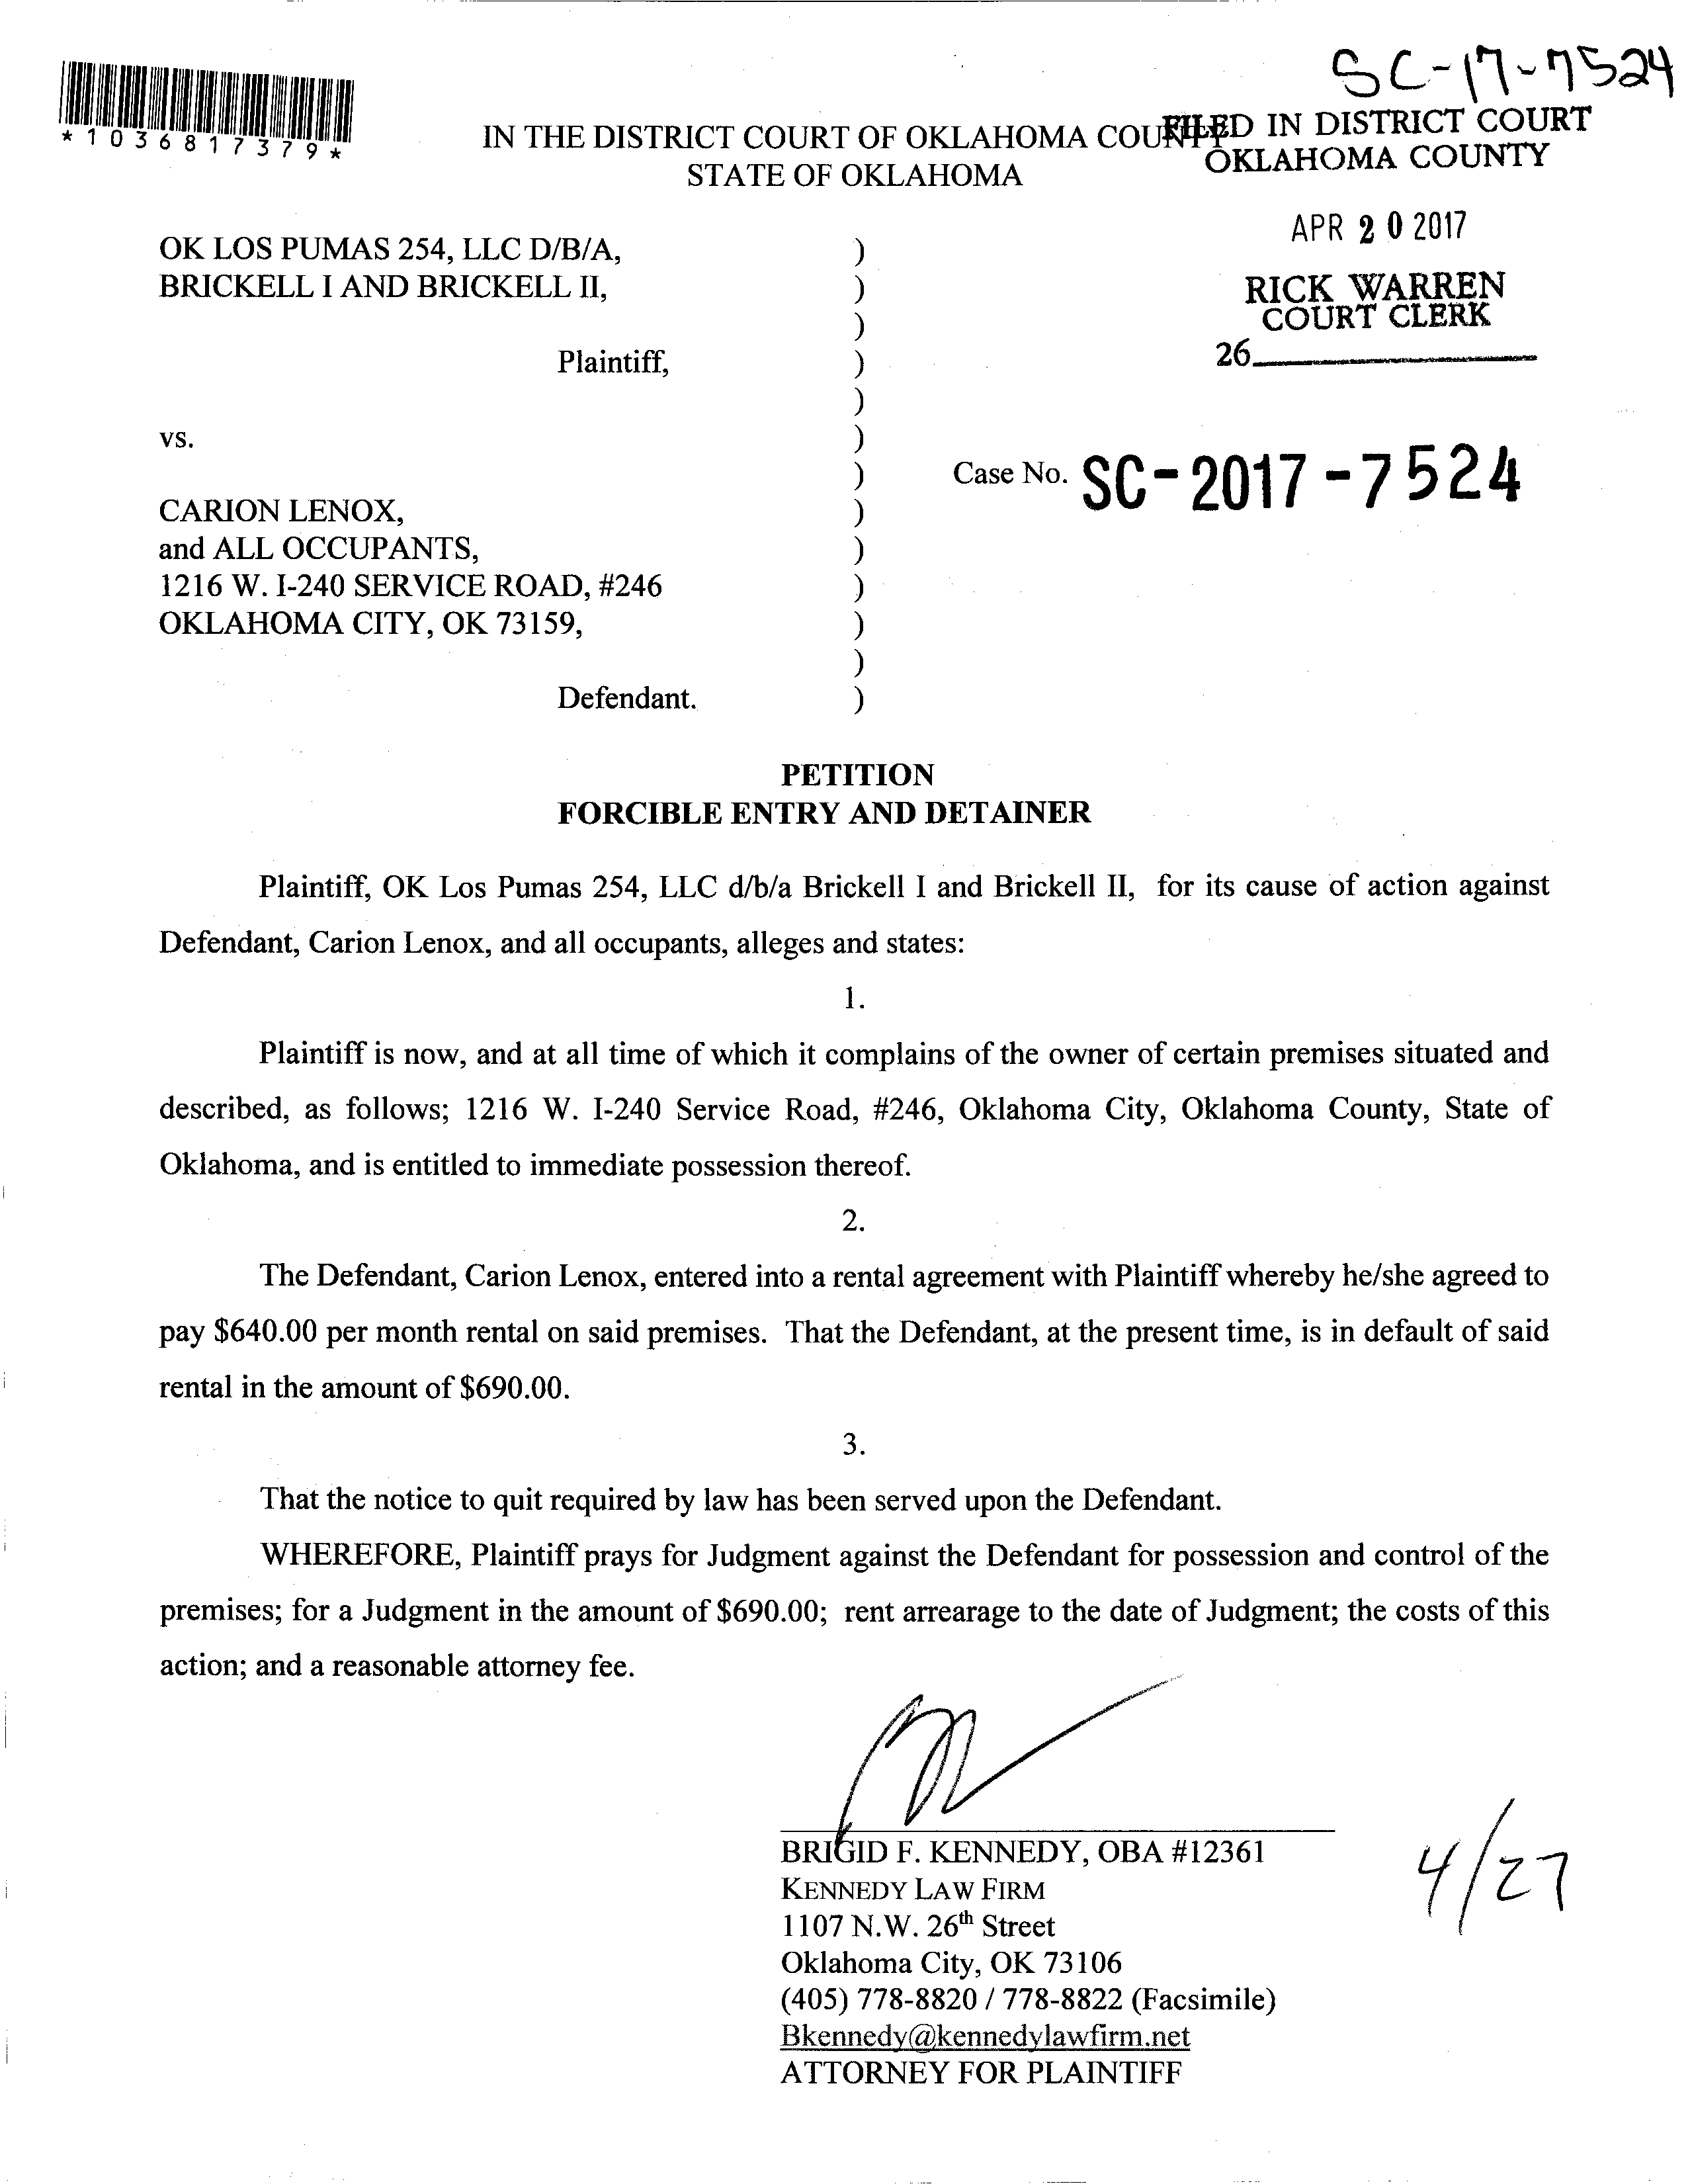 SC-17-7524
*1036817379*
IN THE DISTRICT COURT OF OKLAHOMA COUNTY
STATE OF OKLAHOMA
FILED IN DISTRICT COURT
OKLAHOMA COUNTY
APR 20 2017
RICK WARREN
COURT CLERK
26
OK LOS PUMAS 254, LLC D/B/A, )
BRICKELL I AND BRICKELL II, )
)
Plaintiff, )
)
vs. )
) Case No. SC-2017-7524
CARION LENOX, )
and ALL OCCUPANTS, )
1216 W. I-240 SERVICE ROAD, #246 )
OKLAHOMA CITY, OK 73159, )
)
Defendant. )
PETITION
FORCIBLE ENTRY AND DETAINER
Plaintiff, OK Los Pumas 254, LLC d/b/a Brickell I and Brickell II, for its cause of action against
Defendant, Carion Lenox, and all occupants, alleges and states:
1.
Plaintiff is now, and at all time of which it complains of the owner of certain premises situated and
described, as follows; 1216 W. I-240 Service Road, #246, Oklahoma City, Oklahoma County, State of
Oklahoma, and is entitled to immediate possession thereof.
2.
The Defendant, Carion Lenox, entered into a rental agreement with Plaintiff whereby he/she agreed to
pay $640.00 per month rental on said premises. That the Defendant, at the present time, is in default of said
rental in the amount of $690.00.
3.
That the notice to quit required by law has been served upon the Defendant.
WHEREFORE, Plaintiff prays for Judgment against the Defendant for possession and control of the
premises; for a Judgment in the amount of $690.00; rent arrearage to the date of Judgment; the costs of this
action; and a reasonable attorney fee.
BRIGID F. KENNEDY, OBA #12361
KENNEDY LAW FIRM
1107 N.W. 26th Street
Oklahoma City, OK 73106
(405) 778-8820 / 778-8822 (Facsimile)
Bkennedy@kennedylawfirm.net
ATTORNEY FOR PLAINTIFF
4/27